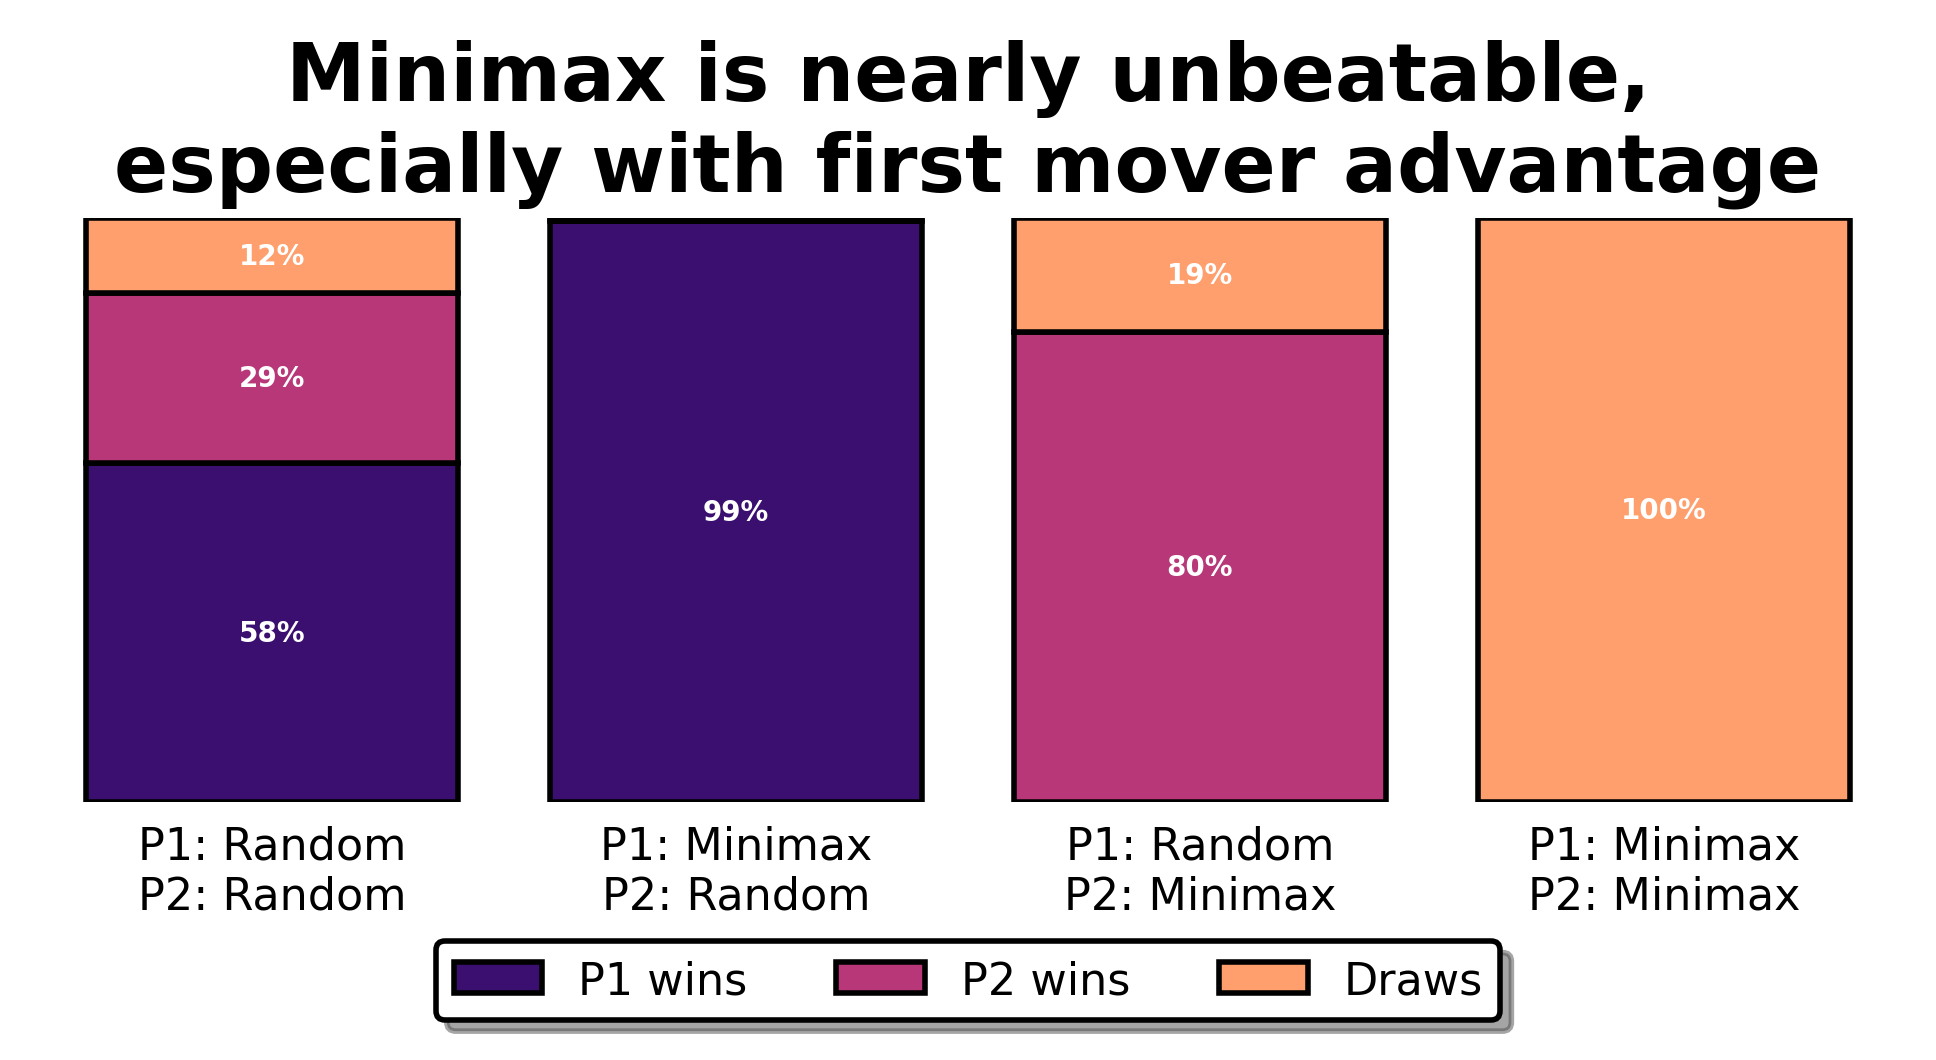 Minimax is nearly unbeatable,
especially with first mover advantage
12%
29%
58%
99%
19%
80%
100%
P1: Random
P2: Random
P1: Minimax
P2: Random
P1: Random
P2: Minimax
P1: Minimax
P2: Minimax
P1 wins
P2 wins
Draws